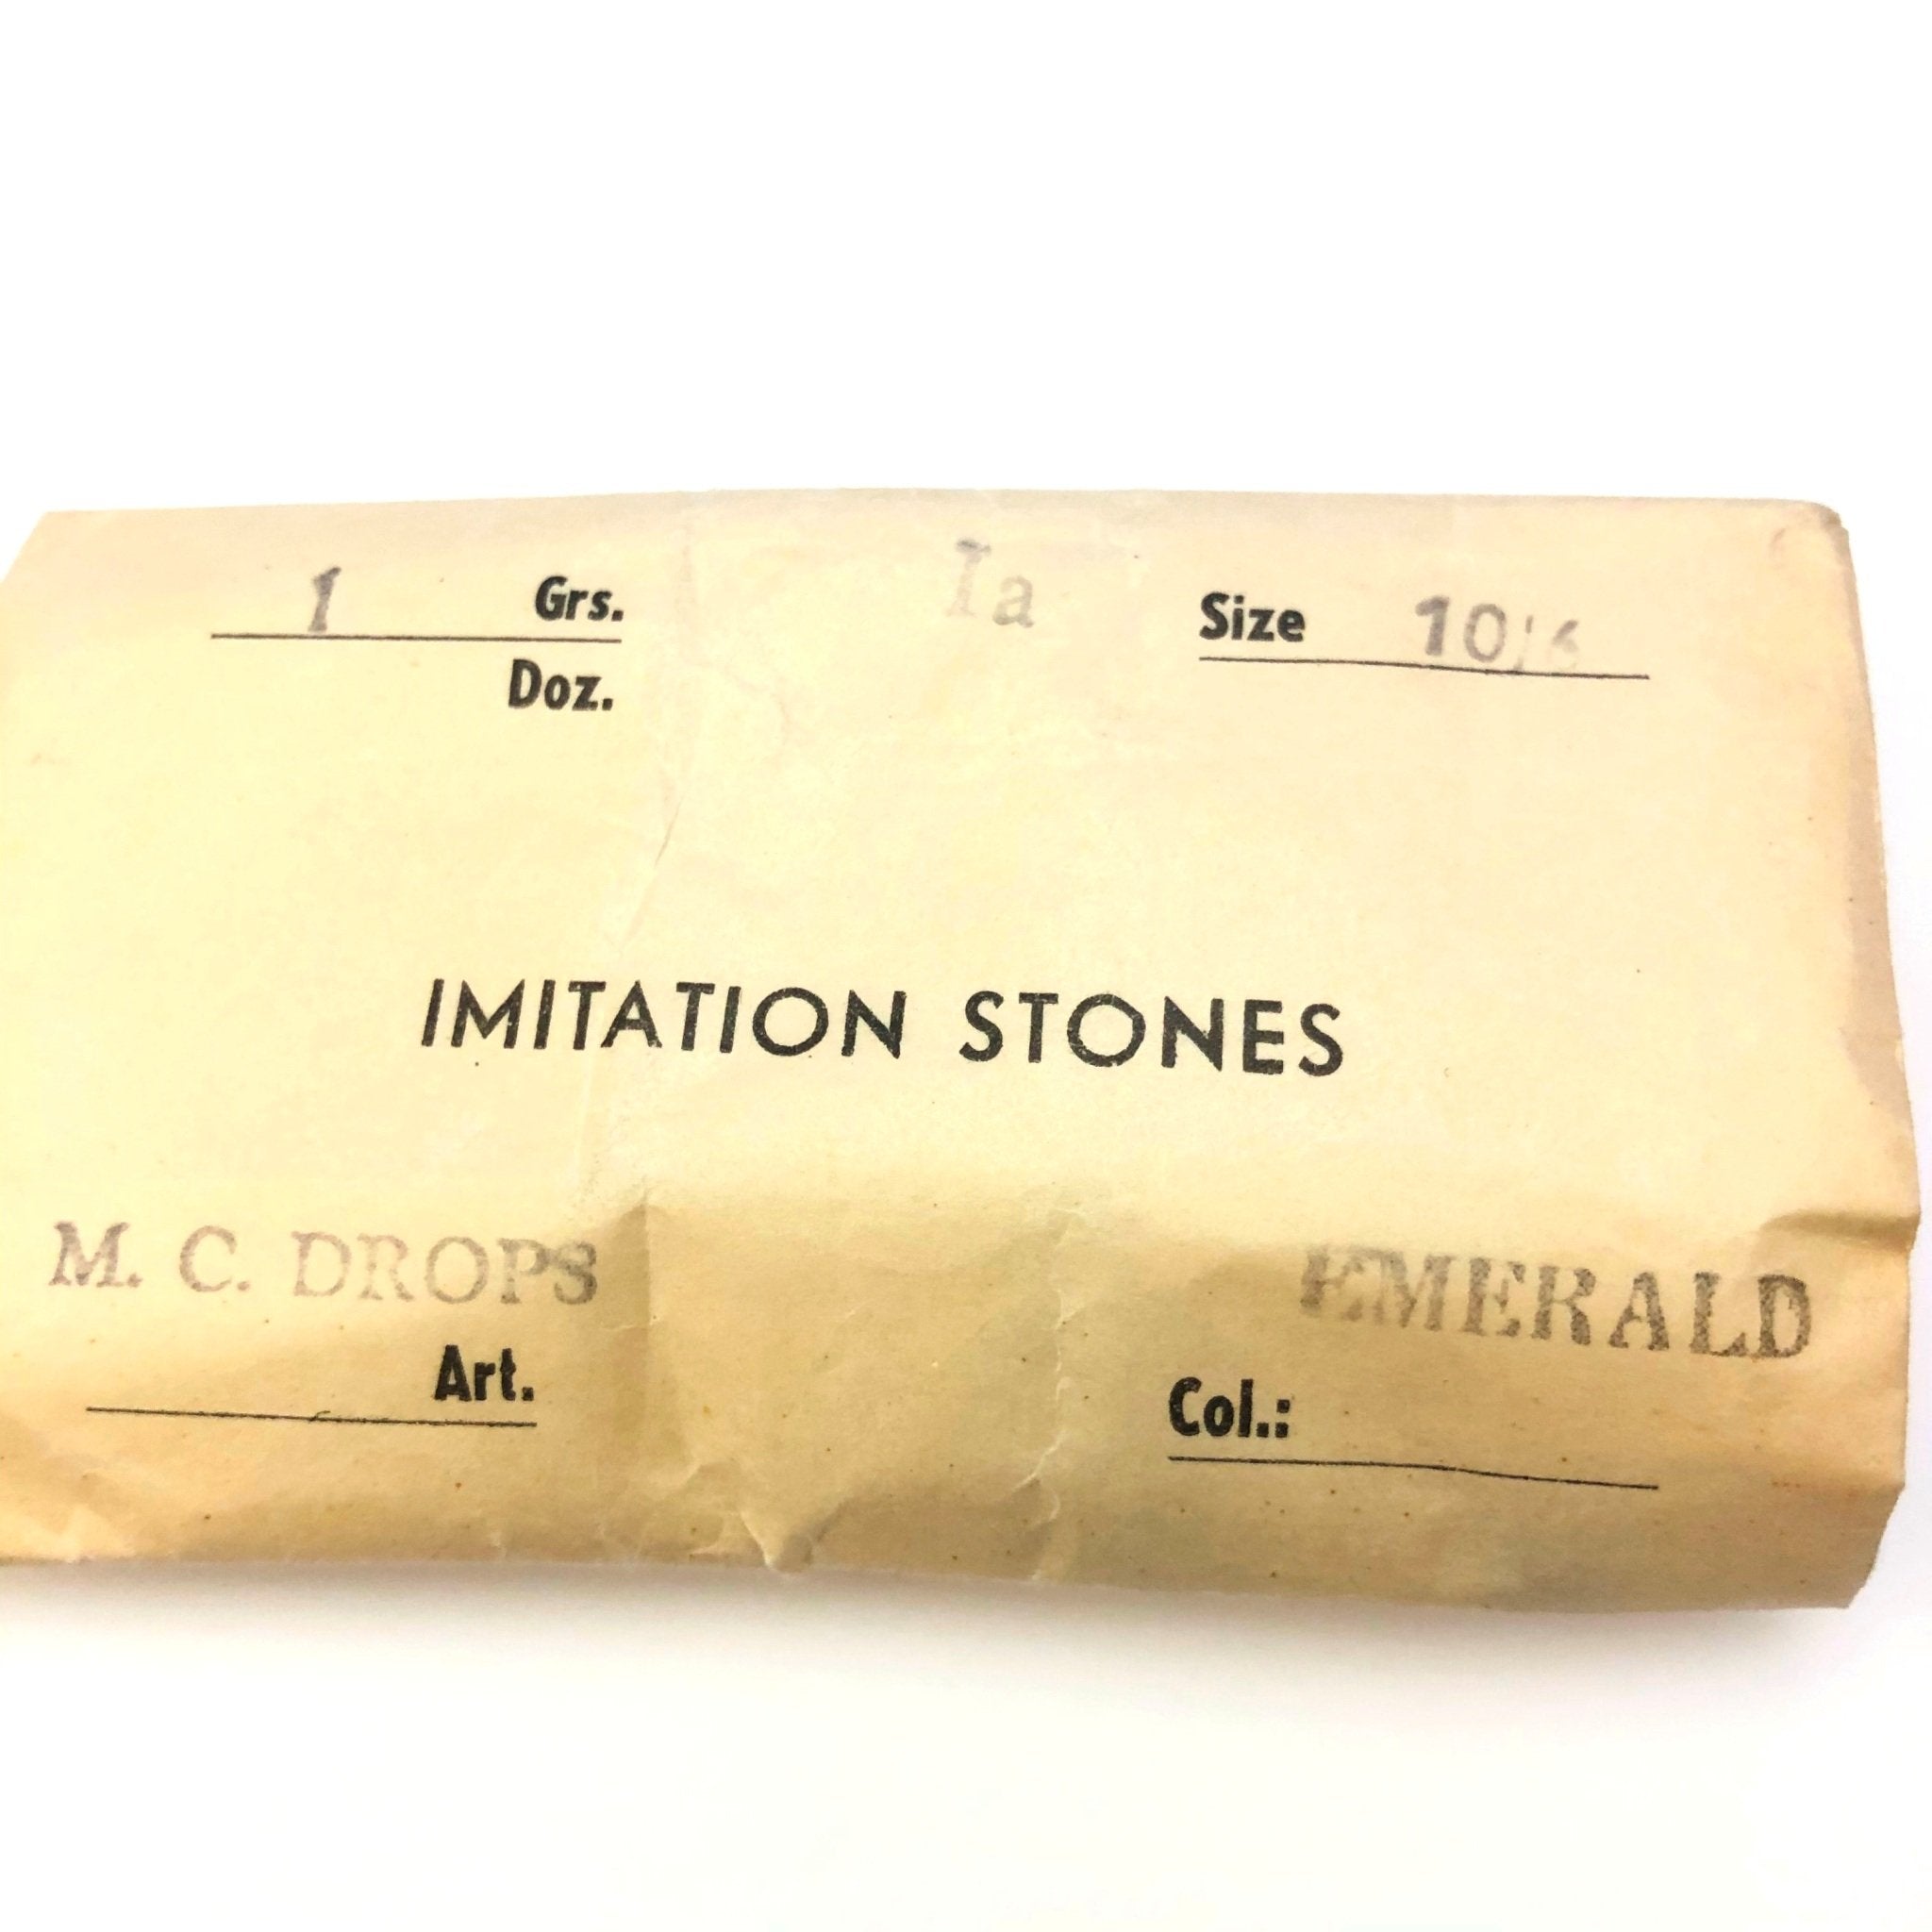 1 Grs. Ia Size 10/6
Doz.
IMITATION STONES
M. C. DROPS EMERALD
Art. Col.: